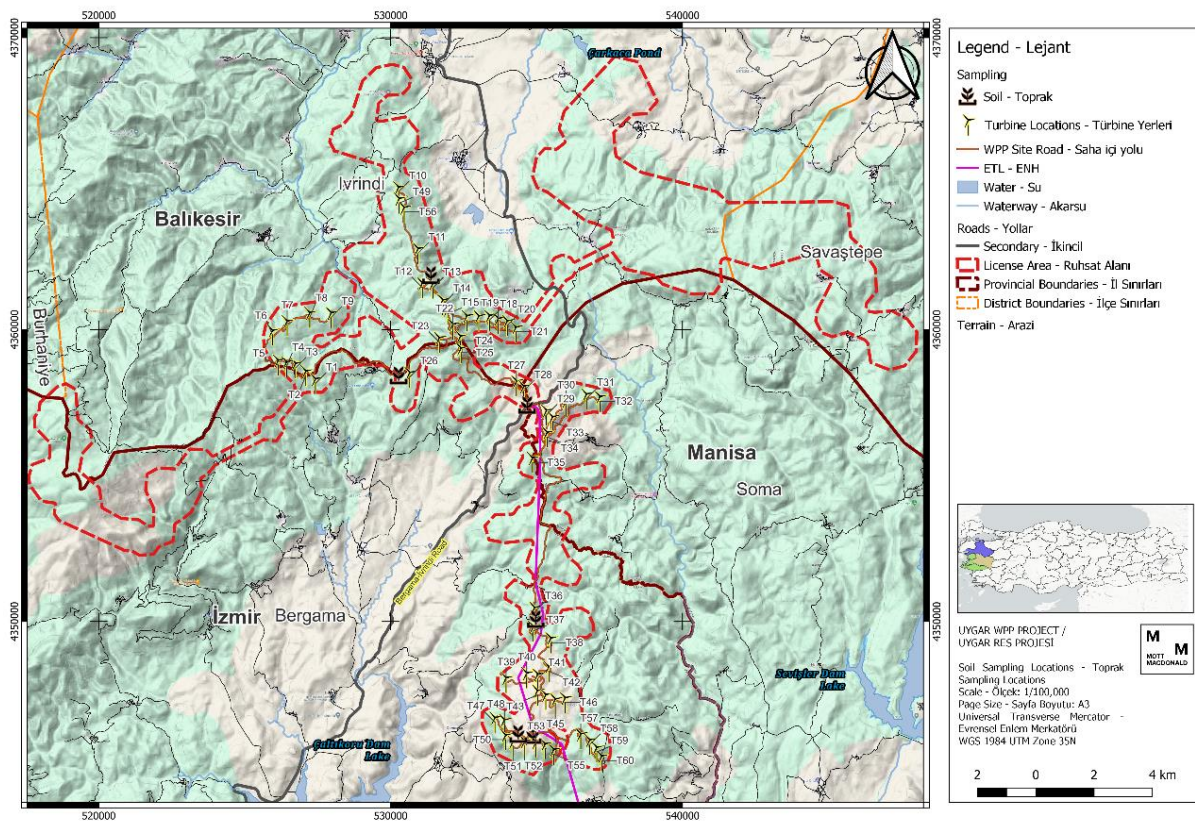 520000
530000
540000
4370000
4370000
Çarkaca Pond
Ivrindi
T10
T49
T56
Balıkesir
T11
Savaştepe
T12
T13
T14
T7
T8
T9
T22
T15
T19
T18
T20
T6
T23
T21
4360000
4360000
Burhaniye
T24
T5
T4
T3
T25
T1
T26
T27
T2
T28
T30
T31
T29
T32
T33
T34
Manisa
T35
Soma
Bergama-İvrindi Road
T36
İzmir
Bergama
4350000
4350000
T37
T38
T40
T39
T41
Sevişler Dam
Lake
T42
T47
T48
T43
T46
T53
T45
T57
T58
Çaltıkoru Dam
Lake
T50
T59
T51
T52
T55
T60
520000
530000
540000
Legend - Lejant
Sampling
Soil - Toprak
Turbine Locations - Türbine Yerleri
WPP Site Road - Saha içi yolu
ETL - ENH
Water - Su
Waterway - Akarsu
Roads - Yollar
Secondary - İkincil
License Area - Ruhsat Alanı
Provincial Boundaries - İl Sınırları
District Boundaries - İlçe Sınırları
Terrain - Arazi
UYGAR WPP PROJECT /
UYGAR RES PROJESİ
M
M
MOTT
MACDONALD
Soil Sampling Locations - Toprak
Sampling Locations
Scale - Ölçek: 1/100,000
Page Size - Sayfa Boyutu: A3
Universal Transverse Mercator -
Evrensel Enlem Merkatörü
WGS 1984 UTM Zone 35N
2
0
2
4 km